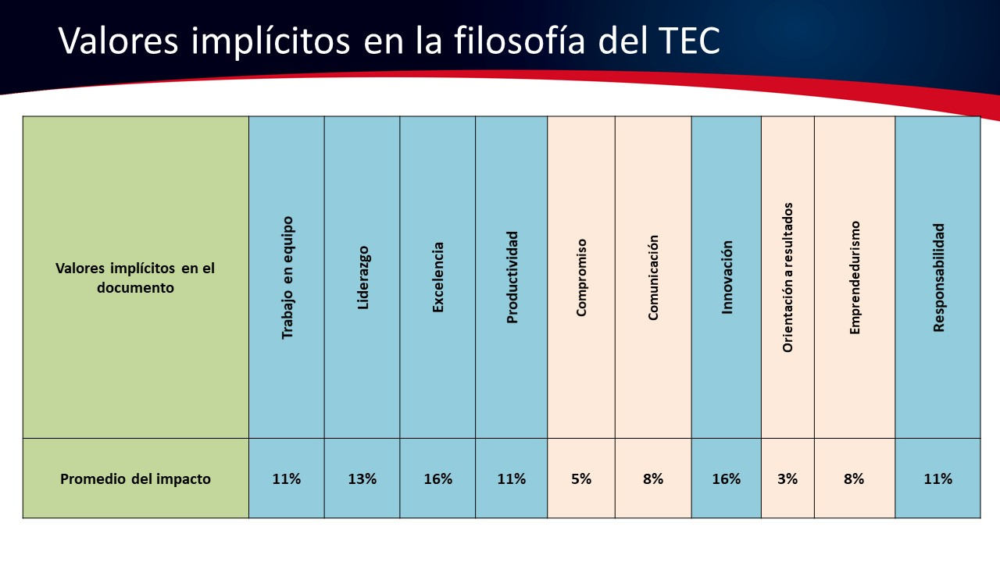 Valores implícitos en la filosofía del TEC
Valores implícitos en el
documento
Trabajo en equipo
Liderazgo
Excelencia
Productividad
Compromiso
Comunicación
Innovación
Orientación a resultados
Emprendedurismo
Responsabilidad
Promedio del impacto
11%
13%
16%
11%
5%
8%
16%
3%
8%
11%